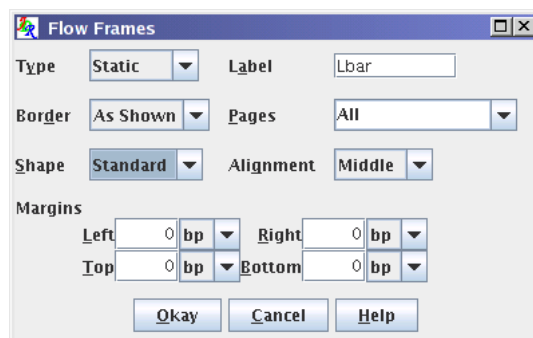 Flow Frames
Type Static Label Lbar
Border As Shown Pages All
Shape Standard Alignment Middle
Margins
Left 0 bp Right 0 bp
Top 0 bp Bottom 0 bp
Okay Cancel Help